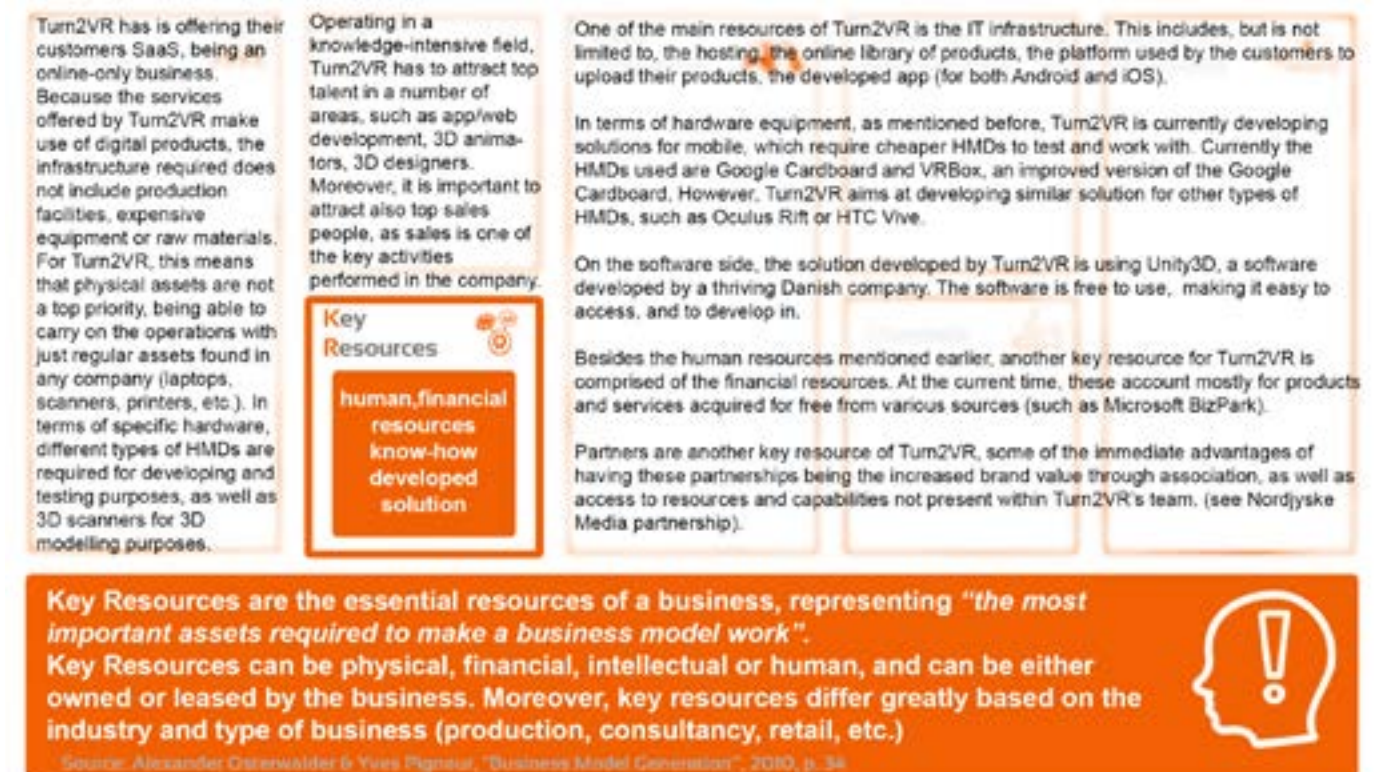 Turn2VR has is offering their
customers SaaS, being an
online-only business.
Because the services
offered by Turn2VR make
use of digital products, the
infrastructure required does
not include production
facilities, expensive
equipment or raw materials.
For Turn2VR, this means
that physical assets are not
a top priority, being able to
carry on the operations with
just regular assets found in
any company (laptops,
scanners, printers, etc.). In
terms of specific hardware,
different types of HMDs are
required for developing and
testing purposes, as well as
3D scanners for 3D
modelling purposes.
Operating in a
knowledge-intensive field,
Turn2VR has to attract top
talent in a number of
areas, such as app/web
development, 3D anima-
tors, 3D designers.
Moreover, it is important to
attract also top sales
people, as sales is one of
the key activities
performed in the company.
Key
Resources
human,financial
resources
know-how
developed
solution
One of the main resources of Turn2VR is the IT infrastructure. This includes, but is not
limited to, the hosting, the online library of products, the platform used by the customers to
upload their products, the developed app (for both Android and iOS).
In terms of hardware equipment, as mentioned before, Turn2VR is currently developing
solutions for mobile, which require cheaper HMDs to test and work with. Currently the
HMDs used are Google Cardboard and VRBox, an improved version of the Google
Cardboard. However, Turn2VR aims at developing similar solution for other types of
HMDs, such as Oculus Rift or HTC Vive.
On the software side, the solution developed by Turn2VR is using Unity3D, a software
developed by a thriving Danish company. The software is free to use, making it easy to
access, and to develop in.
Besides the human resources mentioned earlier, another key resource for Turn2VR is
comprised of the financial resources. At the current time, these account mostly for products
and services acquired for free from various sources (such as Microsoft BizPark).
Partners are another key resource of Turn2VR, some of the immediate advantages of
having these partnerships being the increased brand value through association, as well as
access to resources and capabilities not present within Turn2VR's team. (see Nordjyske
Media partnership).
Key Resources are the essential resources of a business, representing “the most
important assets required to make a business model work”.
Key Resources can be physical, financial, intellectual or human, and can be either
owned or leased by the business. Moreover, key resources differ greatly based on the
industry and type of business (production, consultancy, retail, etc.)
Source: Alexander Osterwalder & Yves Pigneur, "Business Model Generation", 2010, p. 34